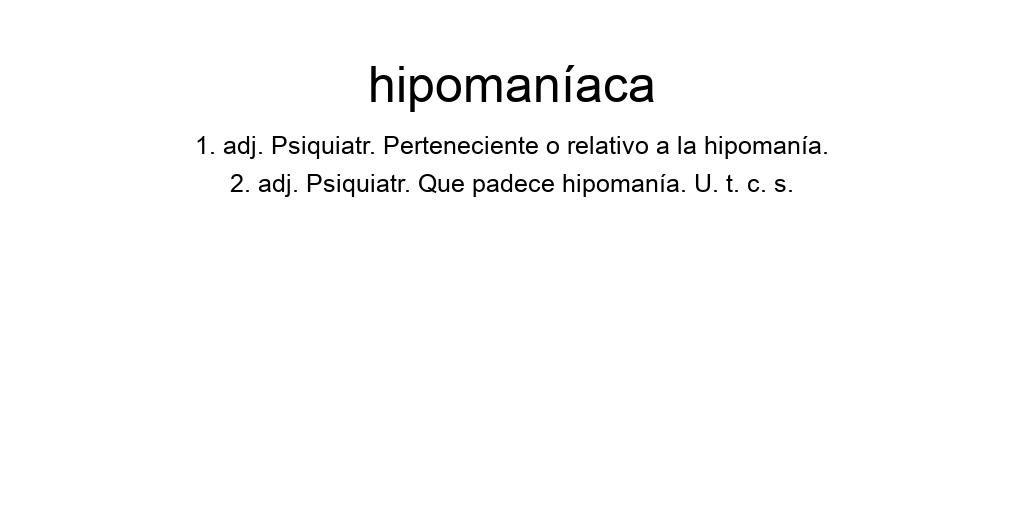 hipomaníaca
1. adj. Psiquiatr. Perteneciente o relativo a la hipomanía.
2. adj. Psiquiatr. Que padece hipomanía. U. t. c. s.